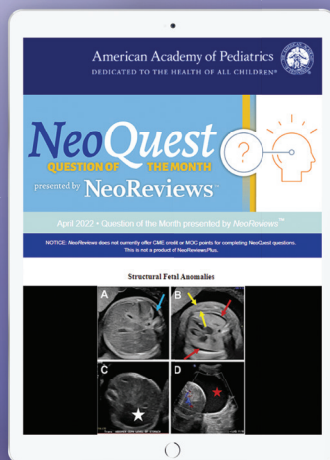 American Academy of Pediatrics
DEDICATED TO THE HEALTH OF ALL CHILDREN®
NeoQuest
QUESTION OF THE MONTH
?
presented by NeoReviews™
April 2022 • Question of the Month presented by NeoReviews™
NOTICE: NeoReviews does not currently offer CME credit or MOC points for completing NeoQuest questions.
This is not a product of NeoReviewsPlus.
Structural Fetal Anomalies
A
B
C
D